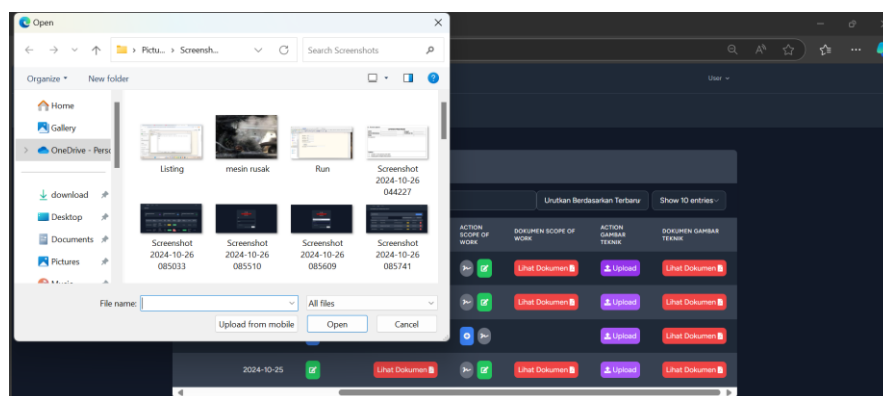 Open
Pictu... > Screensh...
Search Screenshots
Organize
New folder
Home
Gallery
OneDrive - Perso
download
Desktop
Documents
Pictures
Music
Listing
mesin rusak
Run
Screenshot
2024-10-26
044227
Screenshot
2024-10-26
085033
Screenshot
2024-10-26
085510
Screenshot
2024-10-26
085609
Screenshot
2024-10-26
085741
File name:
All files
Upload from mobile
Open
Cancel
User
Urutkan Berdasarkan Terbaru
Show 10 entries
ACTION
SCOPE OF
WORK
DOKUMEN SCOPE OF
WORK
ACTION
GAMBAR
TEKNIK
DOKUMEN GAMBAR
TEKNIK
Lihat Dokumen
Upload
Lihat Dokumen
Lihat Dokumen
Upload
Lihat Dokumen
Upload
Lihat Dokumen
2024-10-25
Lihat Dokumen
Lihat Dokumen
Upload
Lihat Dokumen